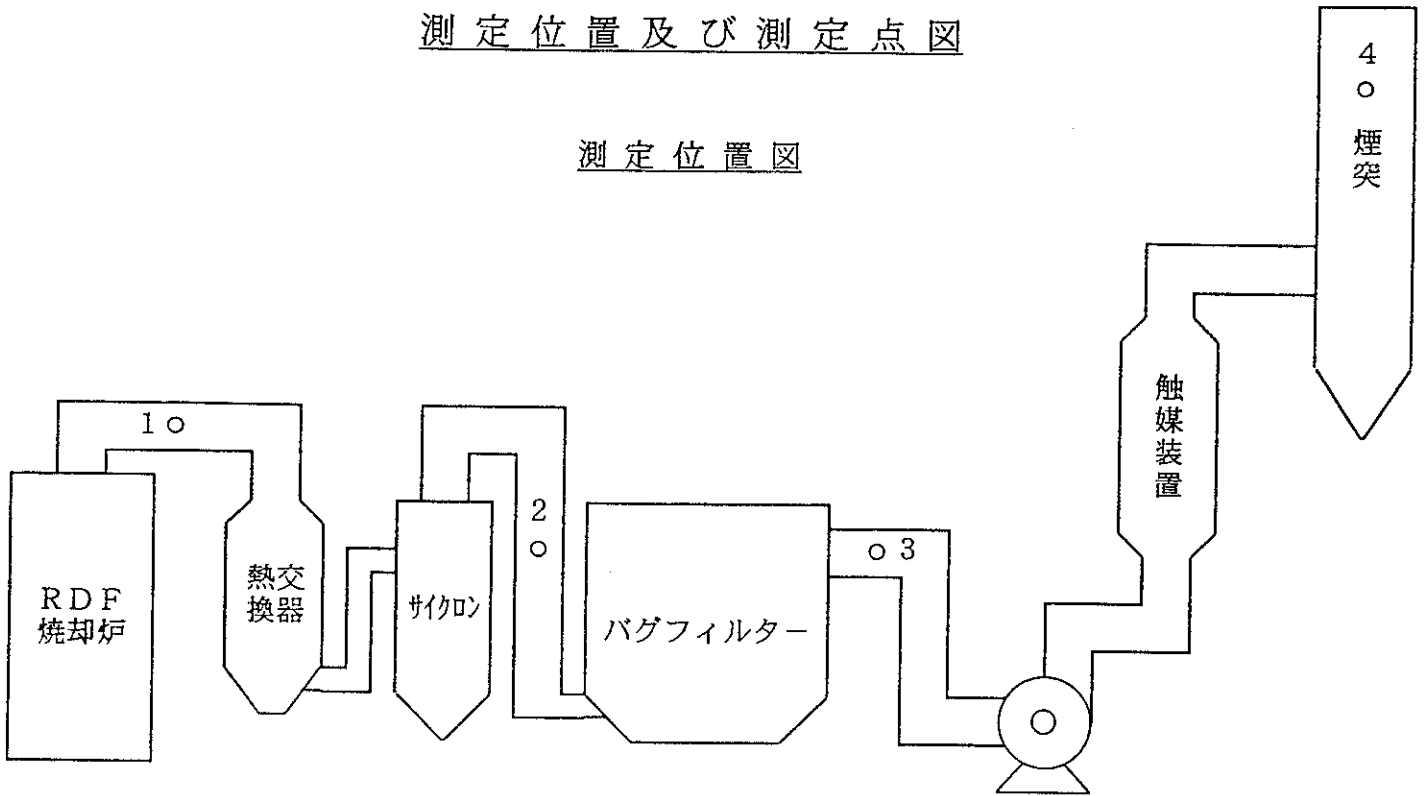 測定位置及び測定点図
測定位置図
4
煙突
1
RDF
焼却炉
熱交
換器
サイクロン
2
バグフィルター
3
触媒装置